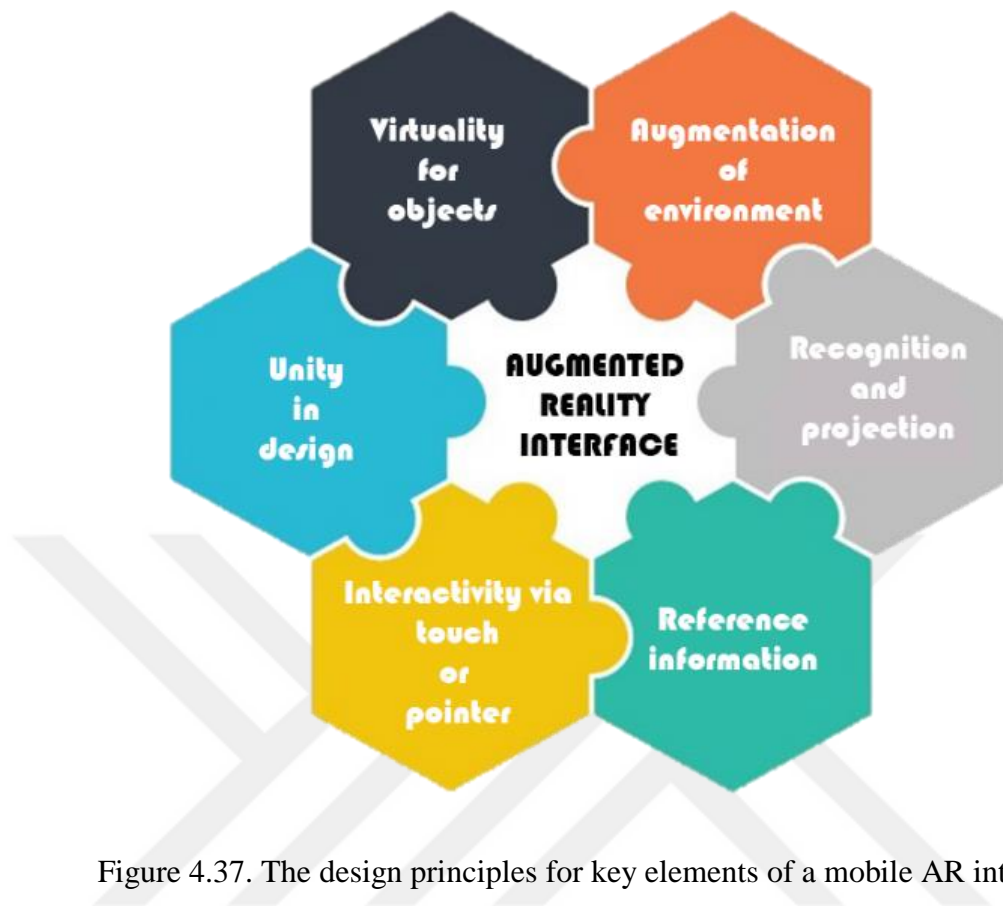 Virtuality
for
objects
Augmentation
of
environment
Unity
in
design
AUGMENTED
REALITY
INTERFACE
Recognition
and
projection
Interactivity via
touch
or
pointer
Reference
information
Figure 4.37. The design principles for key elements of a mobile AR int